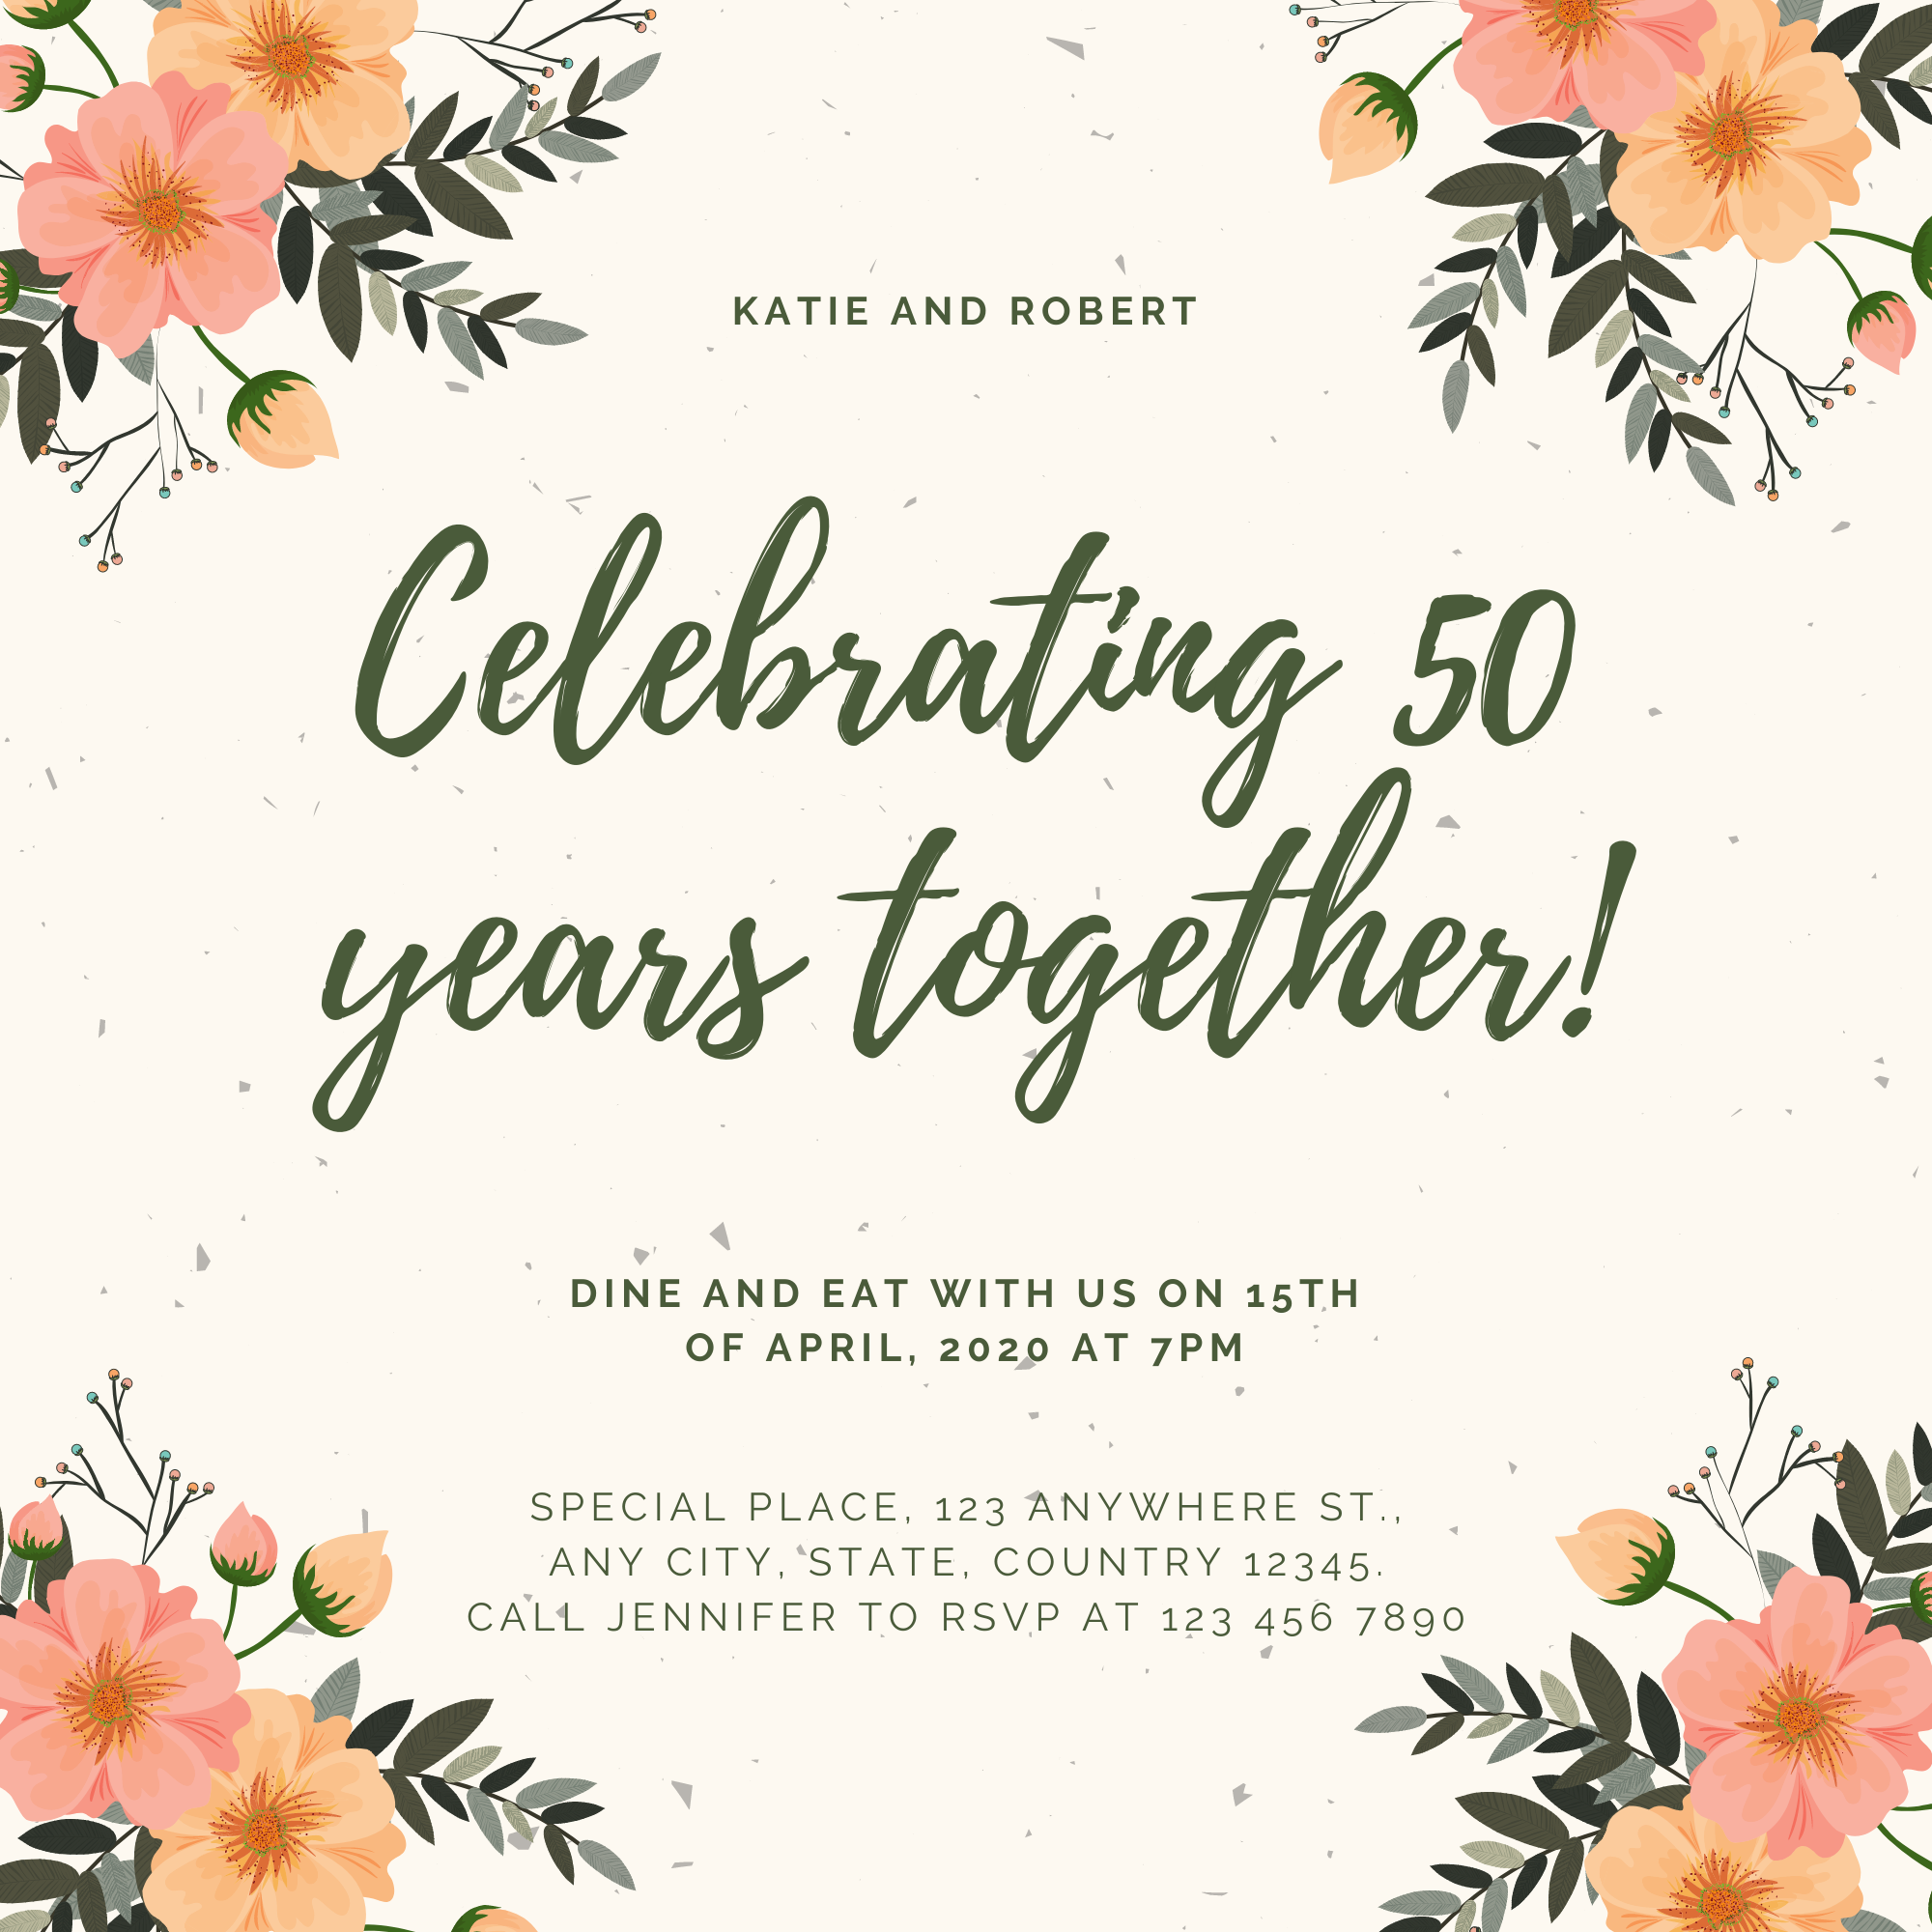 KATIE AND ROBERT
Celebrating 50
years together!
DINE AND EAT WITH US ON 15TH
OF APRIL, 2020 AT 7PM
SPECIAL PLACE, 123 ANYWHERE ST.,
ANY CITY, STATE, COUNTRY 12345.
CALL JENNIFER TO RSVP AT 123 456 7890